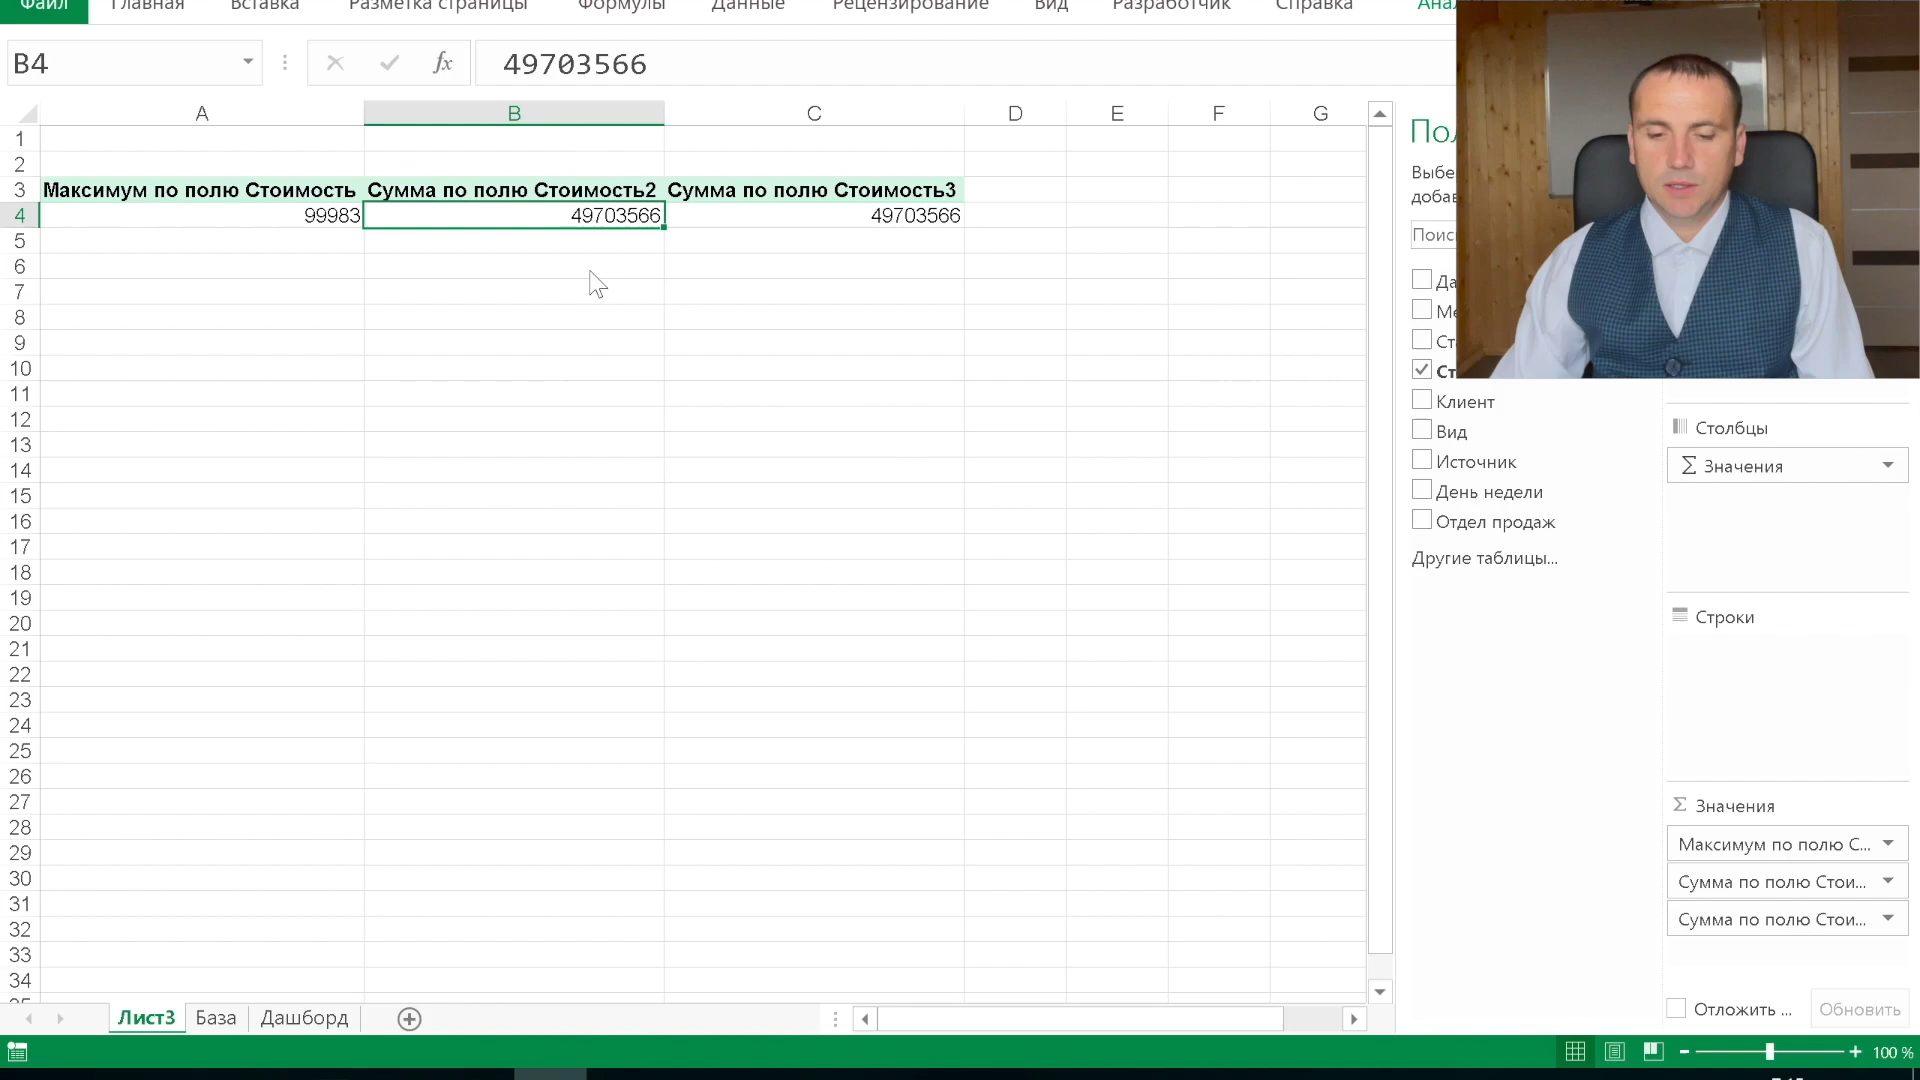 Файл Главная Вставка Разметка страницы Формулы Данные Рецензирование Вид Разработчик Справка
B4 fx 49703566
A B C D E F G
1
2
3 Максимум по полю Стоимость Сумма по полю Стоимость2 Сумма по полю Стоимость3
4 99983 49703566 49703566
5
6
7
8
9
10
11
12
13
14
15
16
17
18
19
20
21
22
23
24
25
26
27
28
29
30
31
32
33
34
Клиент
Вид
Источник
День недели
Отдел продаж
Другие таблицы...
Столбцы
Σ Значения
Строки
Σ Значения
Максимум по полю С...
Сумма по полю Стои...
Сумма по полю Стои...
Отложить ... Обновить
Лист3 База Дашборд
100 %